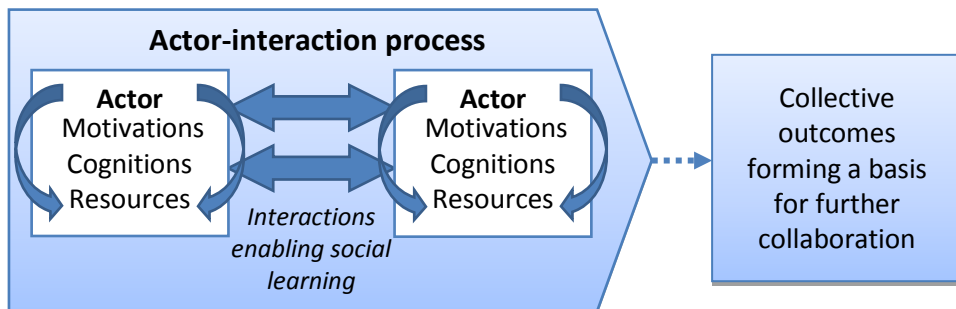 Actor-interaction process
Actor
Motivations
Cognitions
Resources
Interactions
enabling social
learning
Actor
Motivations
Cognitions
Resources
Collective
outcomes
forming a basis
for further
collaboration